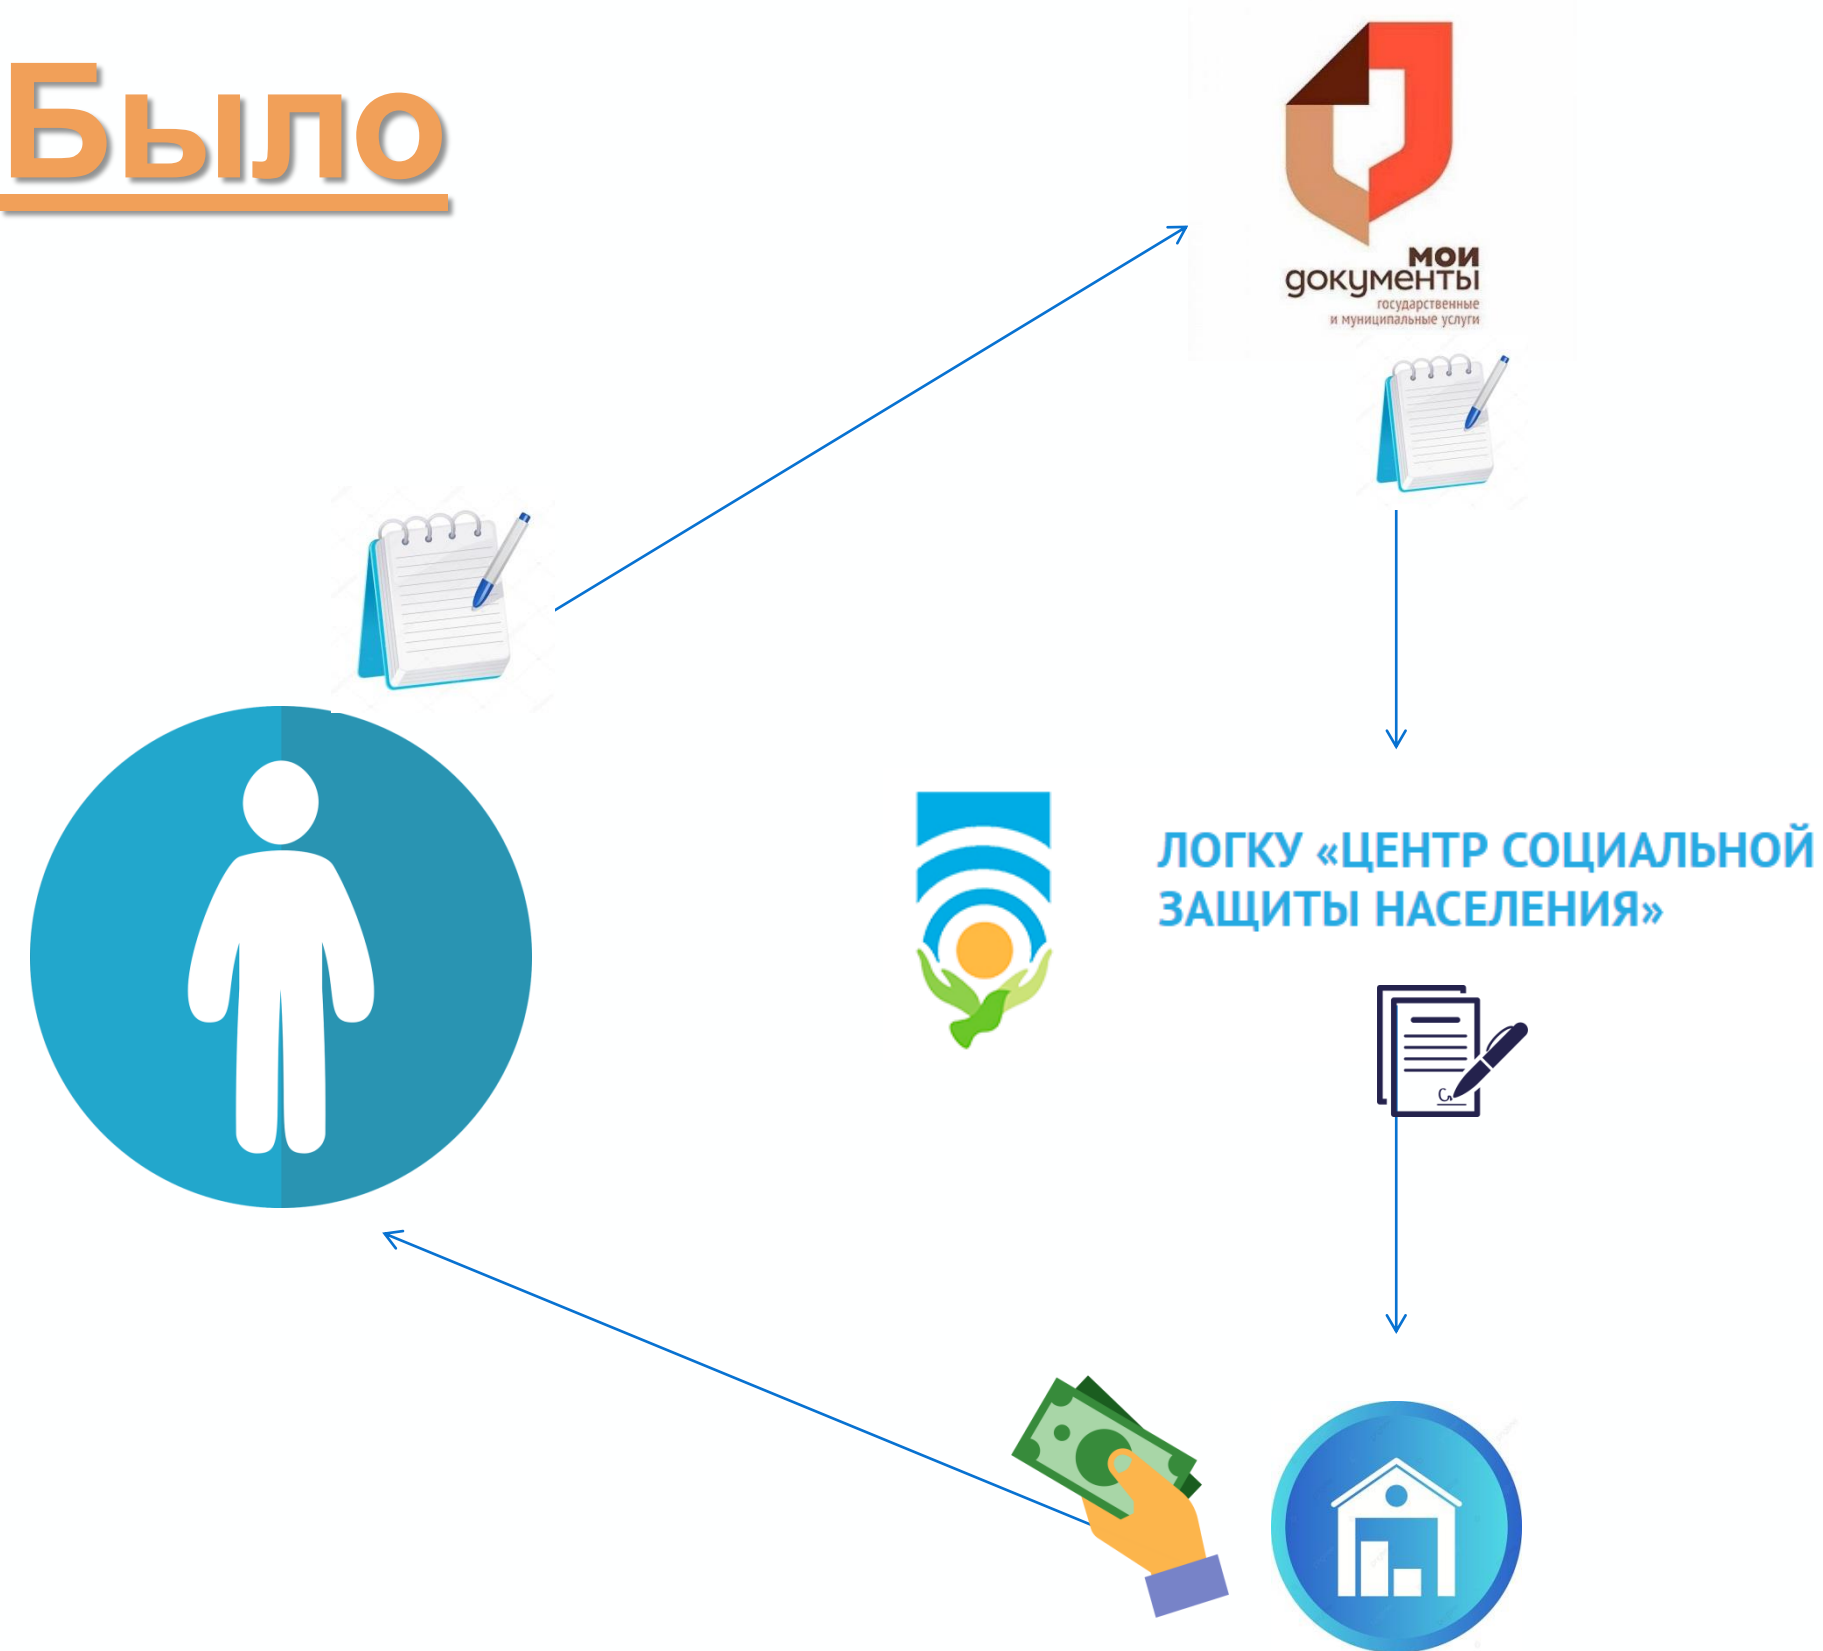 Было
мои
документы
государственные
и муниципальные услуги
ЛОГКУ «ЦЕНТР СОЦИАЛЬНОЙ
ЗАЩИТЫ НАСЕЛЕНИЯ»